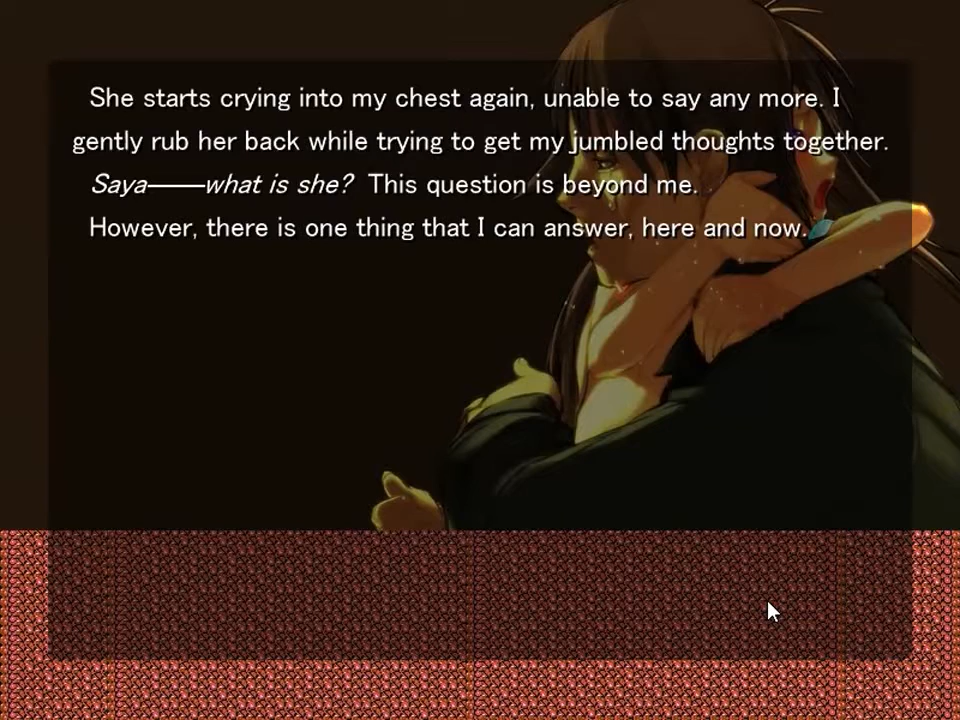 She starts crying into my chest again, unable to say any more. I
gently rub her back while trying to get my jumbled thoughts together.
Saya——what is she? This question is beyond me.
However, there is one thing that I can answer, here and now.